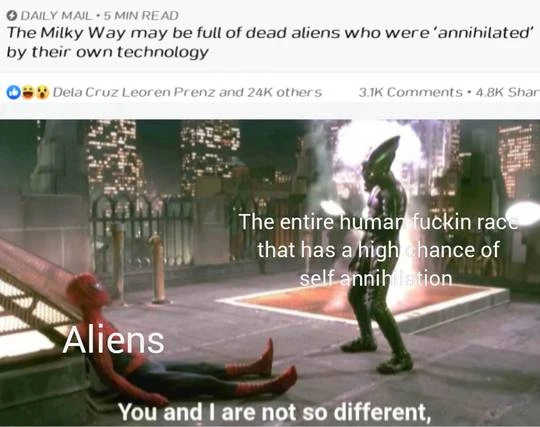 DAILY MAIL • 5 MIN READ
The Milky Way may be full of dead aliens who were 'annihilated'
by their own technology
Dela Cruz Leoren Prenz and 24K others 3.1K Comments • 4.8K Shar
The entire human fuckin race
that has a high chance of
self annihilation
Aliens
You and I are not so different,